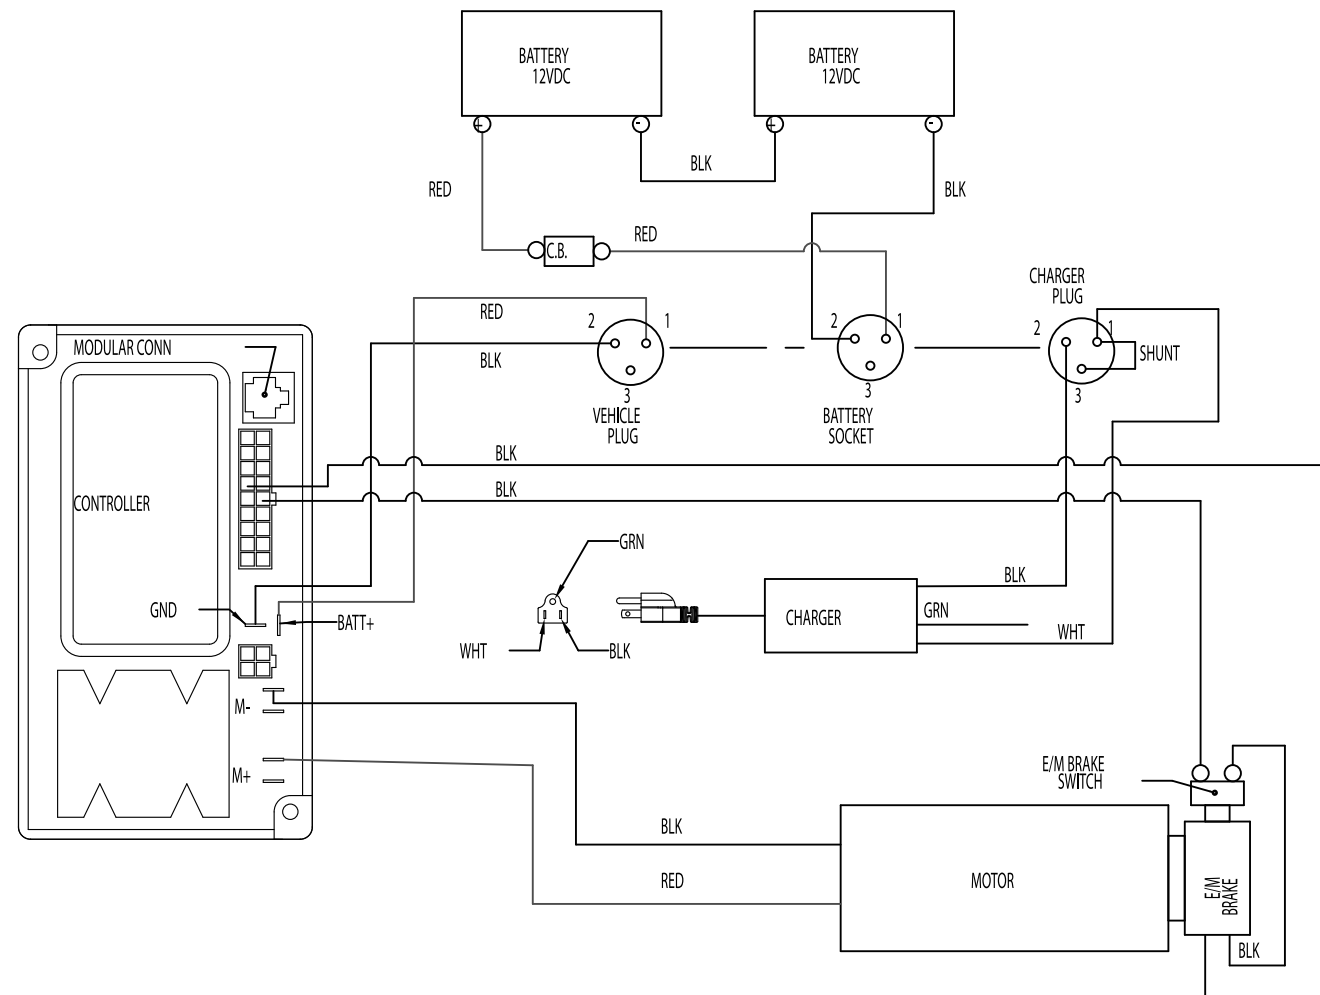 BATTERY
12VDC
BATTERY
12VDC
+
-
+
-
BLK
RED
BLK
C.B.
RED
CHARGER
PLUG
RED
2
1
2
1
2
1
BLK
SHUNT
3
3
3
VEHICLE
PLUG
BATTERY
SOCKET
MODULAR CONN
BLK
BLK
CONTROLLER
GRN
BLK
GND
BATT+
CHARGER
GRN
WHT
WHT
BLK
M-
M+
E/M BRAKE
SWITCH
BLK
RED
MOTOR
E/M
BRAKE
BLK